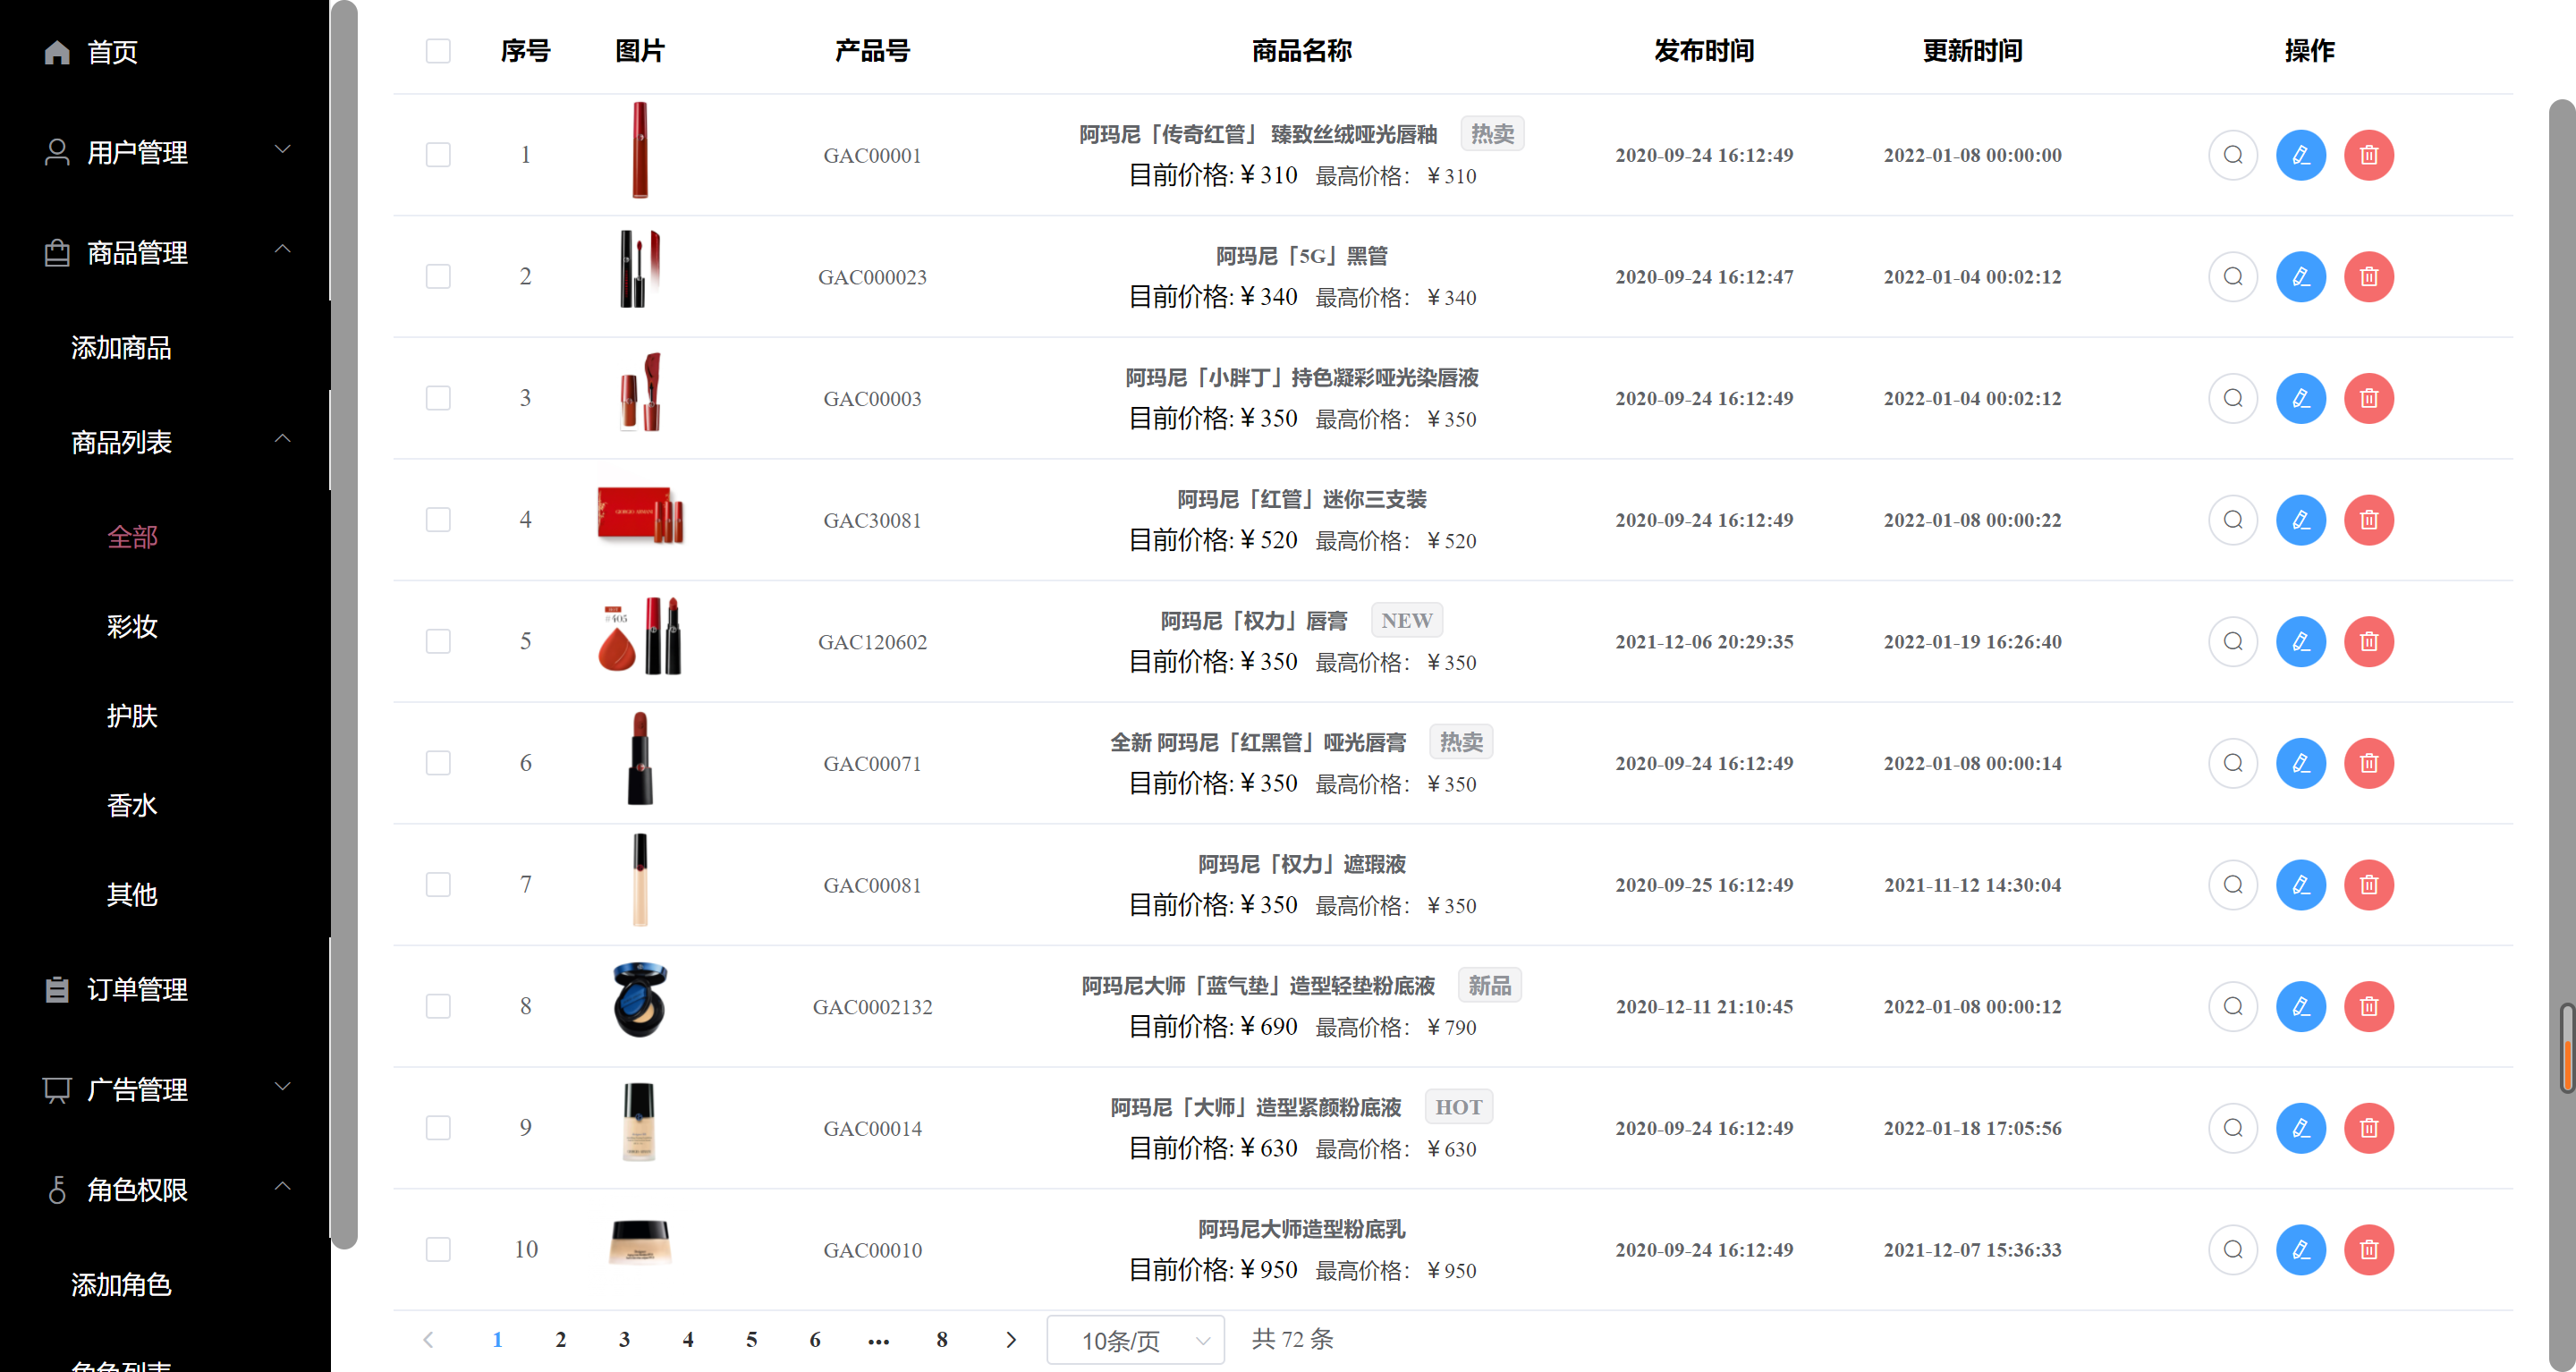 首页
用户管理
商品管理
添加商品
商品列表
全部
彩妆
护肤
香水
其他
订单管理
广告管理
角色权限
添加角色
角色列表
序号 图片 产品号 商品名称 发布时间 更新时间 操作
1 GAC00001 阿玛尼「传奇红管」 臻致丝绒哑光唇釉 热卖 2020-09-24 16:12:49 2022-01-08 00:00:00
目前价格:￥310 最高价格：￥310
2 GAC000023 阿玛尼「5G」黑管 2020-09-24 16:12:47 2022-01-04 00:02:12
目前价格:￥340 最高价格：￥340
3 GAC00003 阿玛尼「小胖丁」持色凝彩哑光染唇液 2020-09-24 16:12:49 2022-01-04 00:02:12
目前价格:￥350 最高价格：￥350
4 GAC30081 阿玛尼「红管」迷你三支装 2020-09-24 16:12:49 2022-01-08 00:00:22
目前价格:￥520 最高价格：￥520
GIORGIO ARMANI
5 GAC120602 阿玛尼「权力」唇膏 NEW 2021-12-06 20:29:35 2022-01-19 16:26:40
目前价格:￥350 最高价格：￥350
#405
6 GAC00071 全新 阿玛尼「红黑管」哑光唇膏 热卖 2020-09-24 16:12:49 2022-01-08 00:00:14
目前价格:￥350 最高价格：￥350
7 GAC00081 阿玛尼「权力」遮瑕液 2020-09-25 16:12:49 2021-11-12 14:30:04
目前价格:￥350 最高价格：￥350
8 GAC0002132 阿玛尼大师「蓝气垫」造型轻垫粉底液 新品 2020-12-11 21:10:45 2022-01-08 00:00:12
目前价格:￥690 最高价格：￥790
9 GAC00014 阿玛尼「大师」造型紧颜粉底液 HOT 2020-09-24 16:12:49 2022-01-18 17:05:56
目前价格:￥630 最高价格：￥630
10 GAC00010 阿玛尼大师造型粉底乳 2020-09-24 16:12:49 2021-12-07 15:36:33
目前价格:￥950 最高价格：￥950
1 2 3 4 5 6 ... 8 10条/页 共 72 条